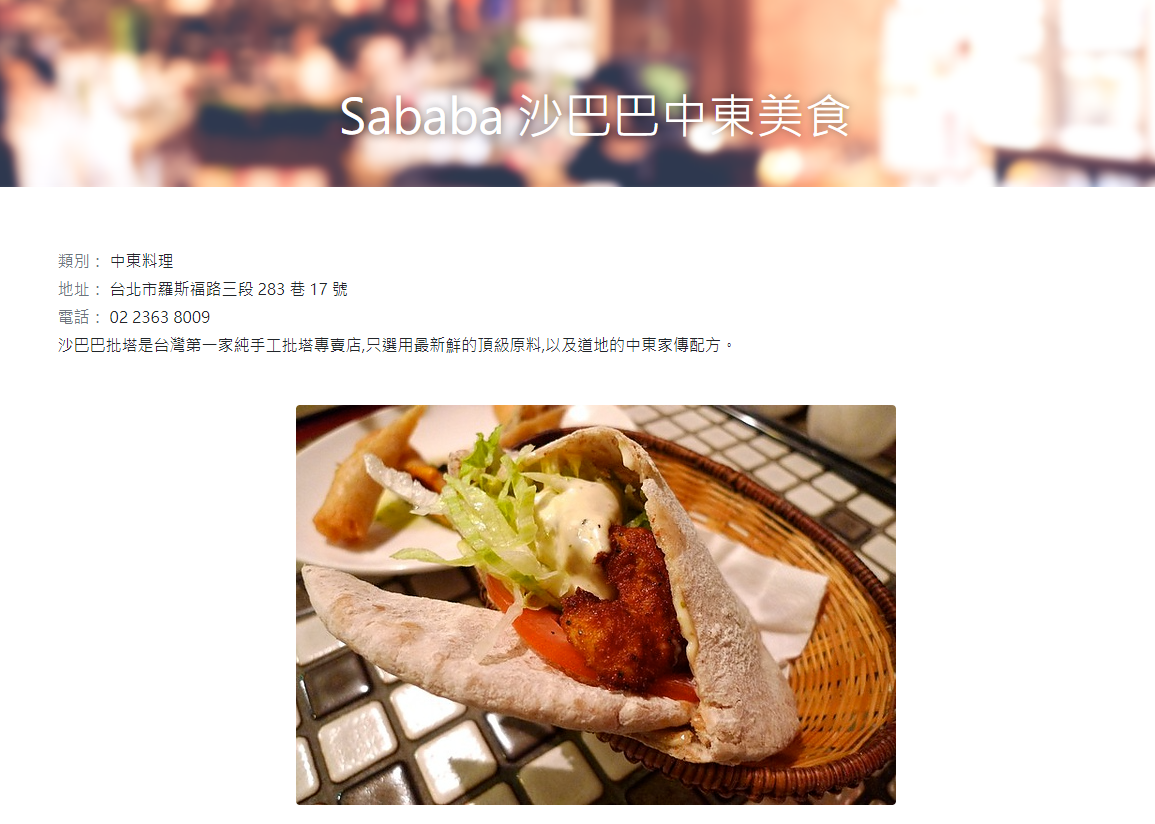 Sababa 沙巴巴中東美食
類別： 中東料理
地址： 台北市羅斯福路三段 283 巷 17 號
電話： 02 2363 8009
沙巴巴批塔是台灣第一家純手工批塔專賣店,只選用最新鮮的頂級原料,以及道地的中東家傳配方。